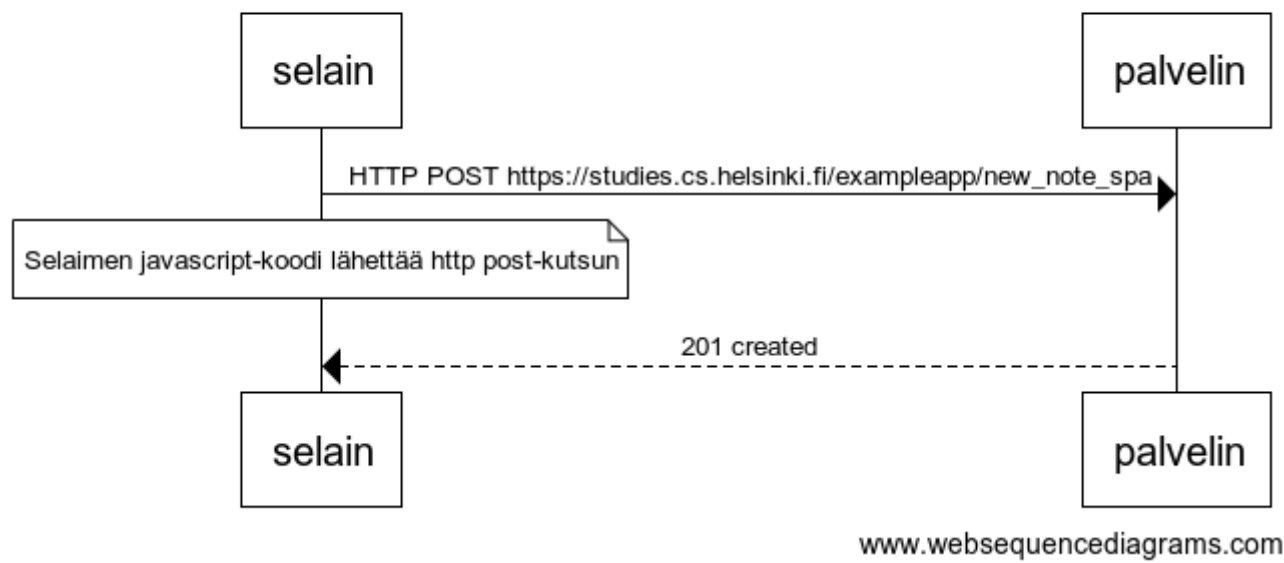 selain
palvelin
HTTP POST https://studies.cs.helsinki.fi/exampleapp/new_note_spa
Selaimen javascript-koodi lähettää http post-kutsun
201 created
selain
palvelin
www.websequencediagrams.com